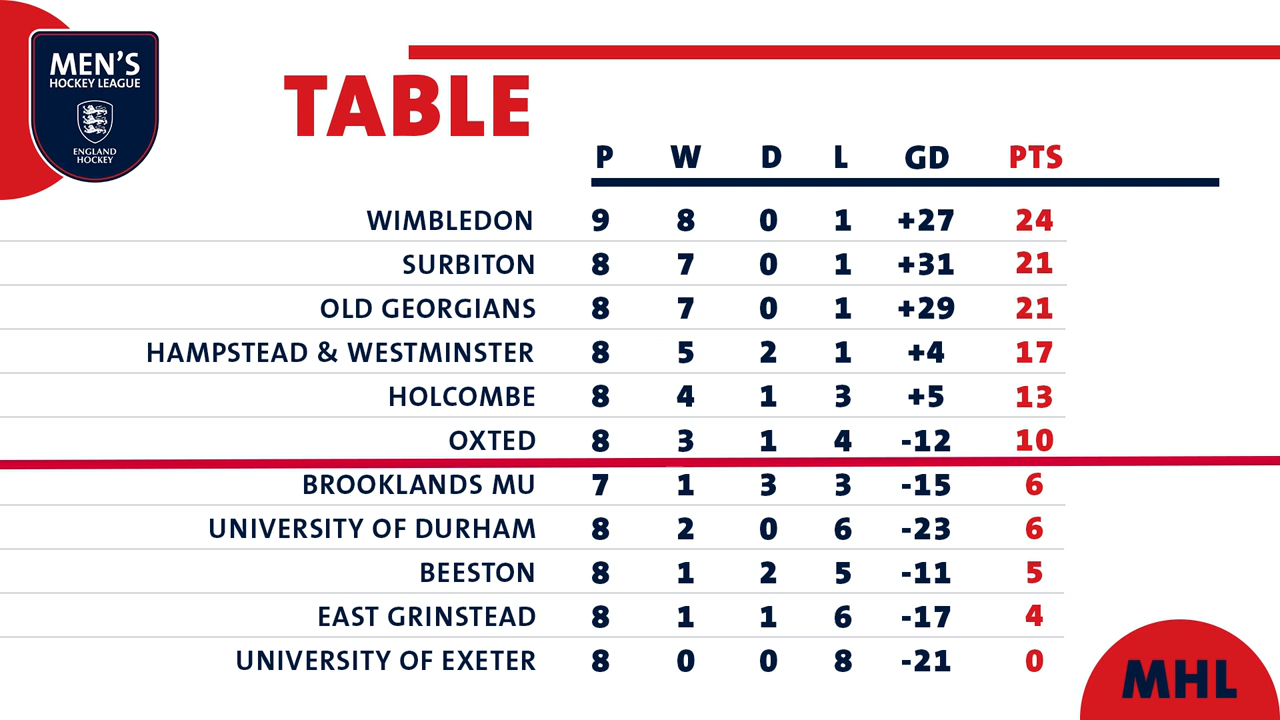 MEN'S
HOCKEY LEAGUE
ENGLAND
HOCKEY
TABLE
P W D L GD PTS
WIMBLEDON 9 8 0 1 +27 24
SURBITON 8 7 0 1 +31 21
OLD GEORGIANS 8 7 0 1 +29 21
HAMPSTEAD & WESTMINSTER 8 5 2 1 +4 17
HOLCOMBE 8 4 1 3 +5 13
OXTED 8 3 1 4 -12 10
BROOKLANDS MU 7 1 3 3 -15 6
UNIVERSITY OF DURHAM 8 2 0 6 -23 6
BEESTON 8 1 2 5 -11 5
EAST GRINSTEAD 8 1 1 6 -17 4
UNIVERSITY OF EXETER 8 0 0 8 -21 0
MHL